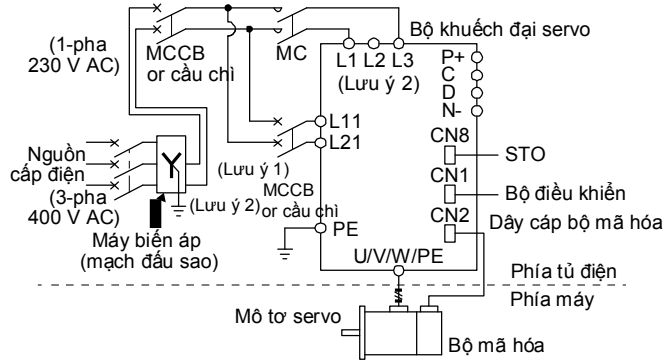 (1-pha
230 V AC)
MCCB
or cầu chì
MC
Bộ khuếch đại servo
L1 L2 L3
(Lưu ý 2)
P+
C
D
N-
L11
L21
CN8
STO
Nguồn
cấp điện
(3-pha
400 V AC)
Y
(Lưu ý 1)
(Lưu ý 2)
MCCB
or cầu chì
CN1
Bộ điều khiển
CN2
Dây cáp bộ mã hóa
Máy biến áp
(mạch đấu sao)
PE
U/V/W/PE
Phía tủ điện
Phía máy
Mô tơ servo
Bộ mã hóa